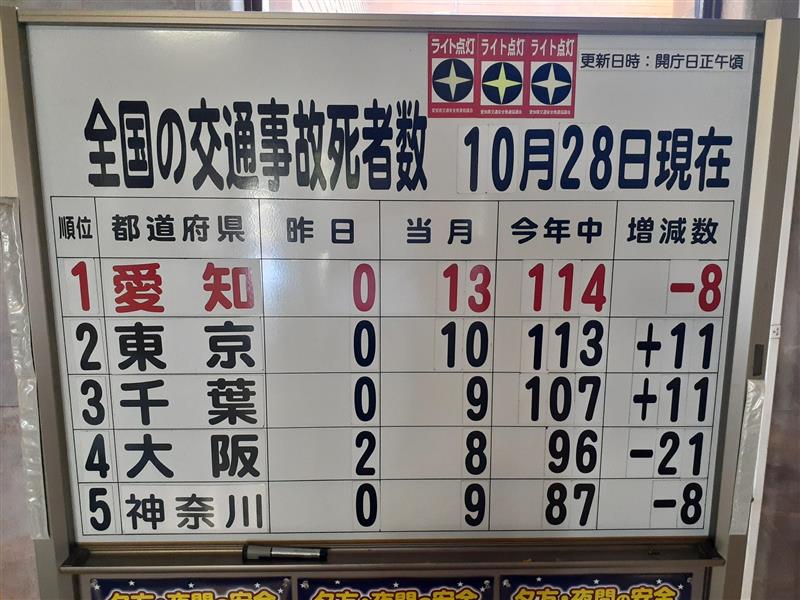 ライト点灯 ライト点灯 ライト点灯
更新日時：開庁日正午頃
全国の交通事故死者数 10月28日現在
順位 都道府県 昨日 当月 今年中 増減数
1 愛知 0 13 114 -8
2 東京 0 10 113 +11
3 千葉 0 9 107 +11
4 大阪 2 8 96 -21
5 神奈川 0 9 87 -8
夕方・夜間の安全 夕方・夜間の安全 夕方・夜間の安全